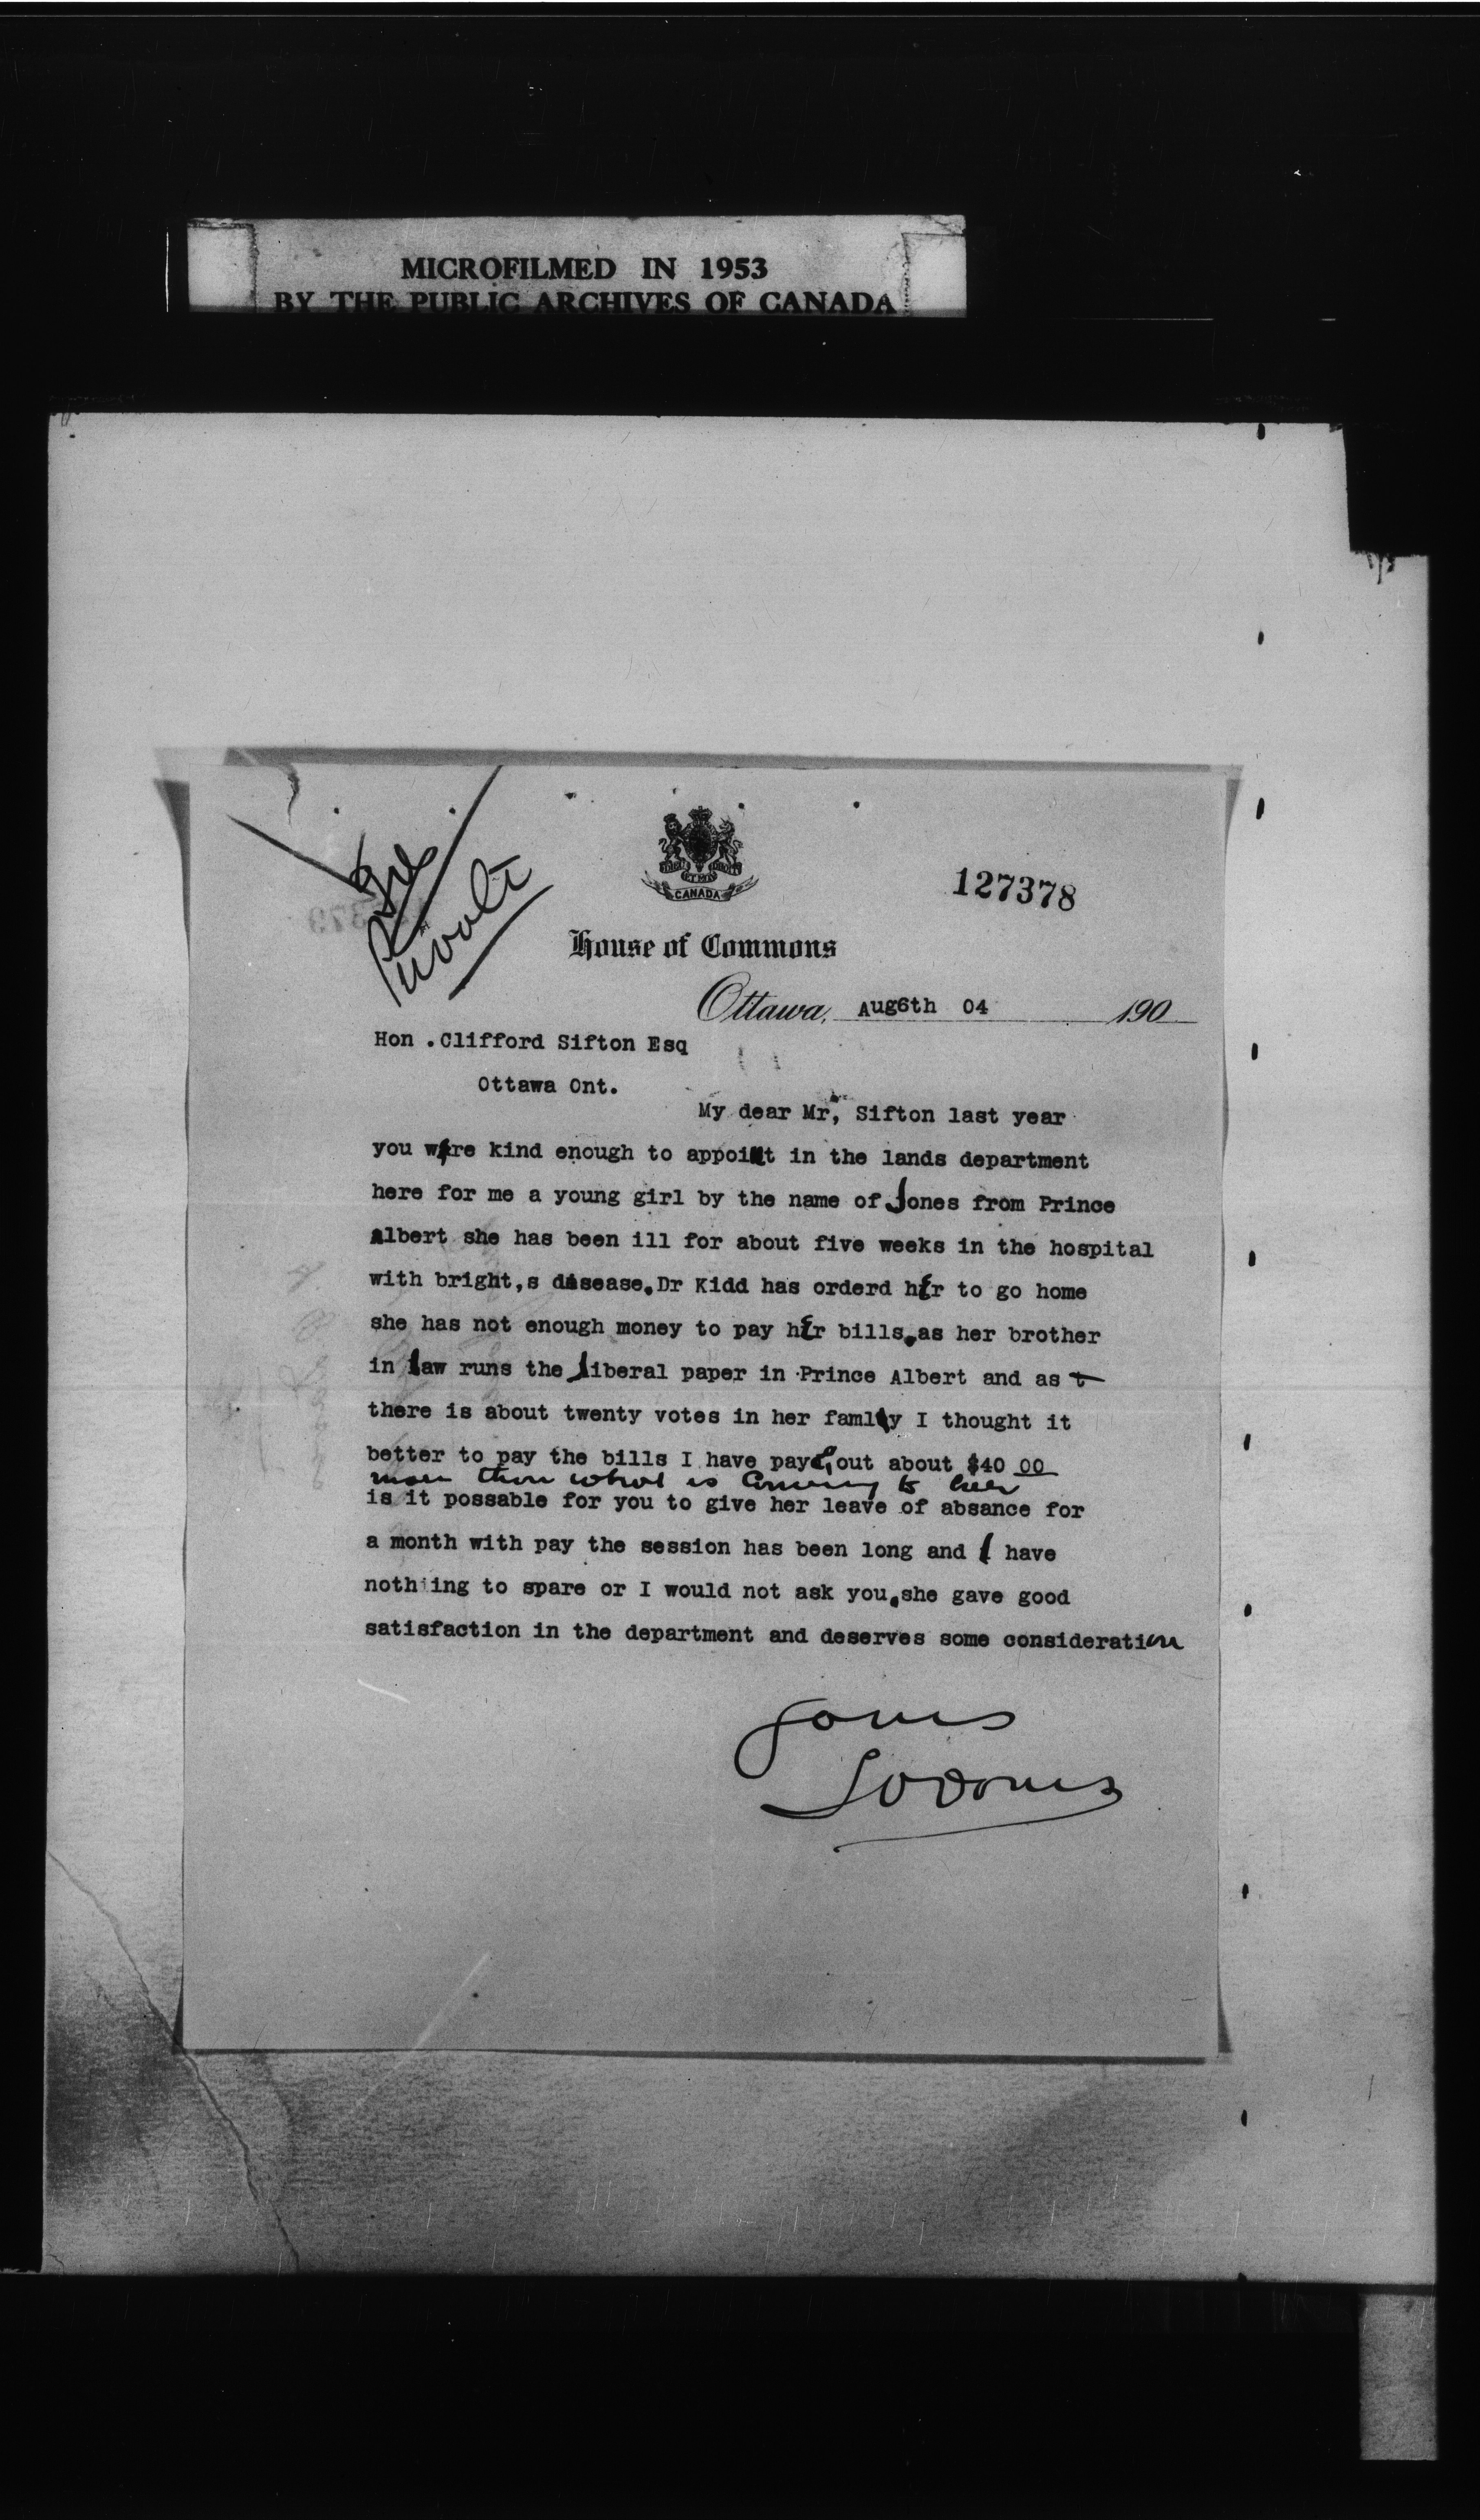 MICROFILMED IN 1953
BY THE PUBLIC ARCHIVES OF CANADA
Private
CANADA
127378
House of Commons
Ottawa, Aug6th 04 190
Hon .Clifford Sifton Esq
Ottawa Ont.
My dear Mr, Sifton last year
you were kind enough to appoint in the lands department
here for me a young girl by the name of Jones from Prince
Albert she has been ill for about five weeks in the hospital
with bright,s disease.Dr Kidd has orderd her to go home
she has not enough money to pay her bills.as her brother
in law runs the liberal paper in Prince Albert and as t
there is about twenty votes in her famly I thought it
better to pay the bills I have payed,out about $40 00
more than what is Comeing to her
is it possable for you to give her leave of absance for
a month with pay the session has been long and I have
nothiing to spare or I would not ask you.she gave good
satisfaction in the department and deserves some consideration
yours